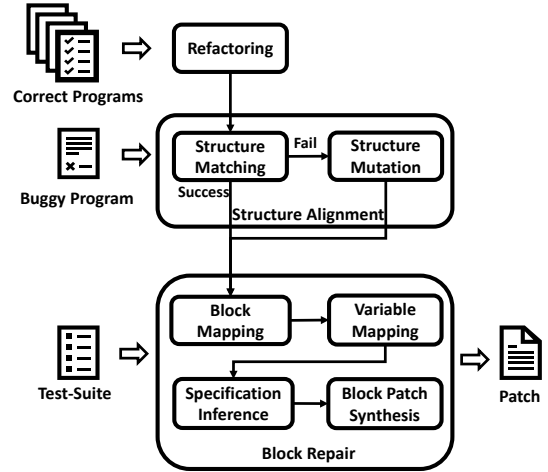 Refactoring
Correct Programs
Structure
Matching
Fail
Structure
Mutation
Buggy Program
Success
Structure Alignment
Block
Mapping
Variable
Mapping
Test-Suite
Specification
Inference
Block Patch
Synthesis
Patch
Block Repair